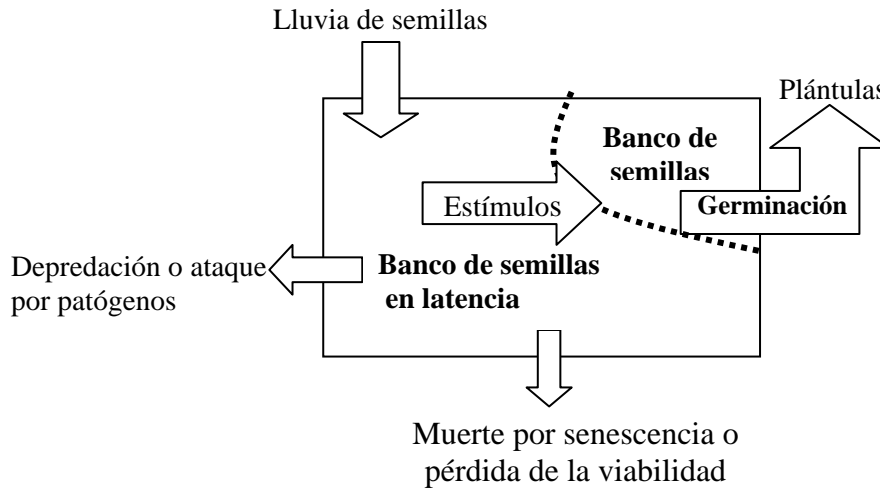 Lluvia de semillas
Plántulas
Banco de
semillas
Germinación
Estímulos
Depredación o ataque
por patógenos
Banco de semillas
en latencia
Muerte por senescencia o
pérdida de la viabilidad